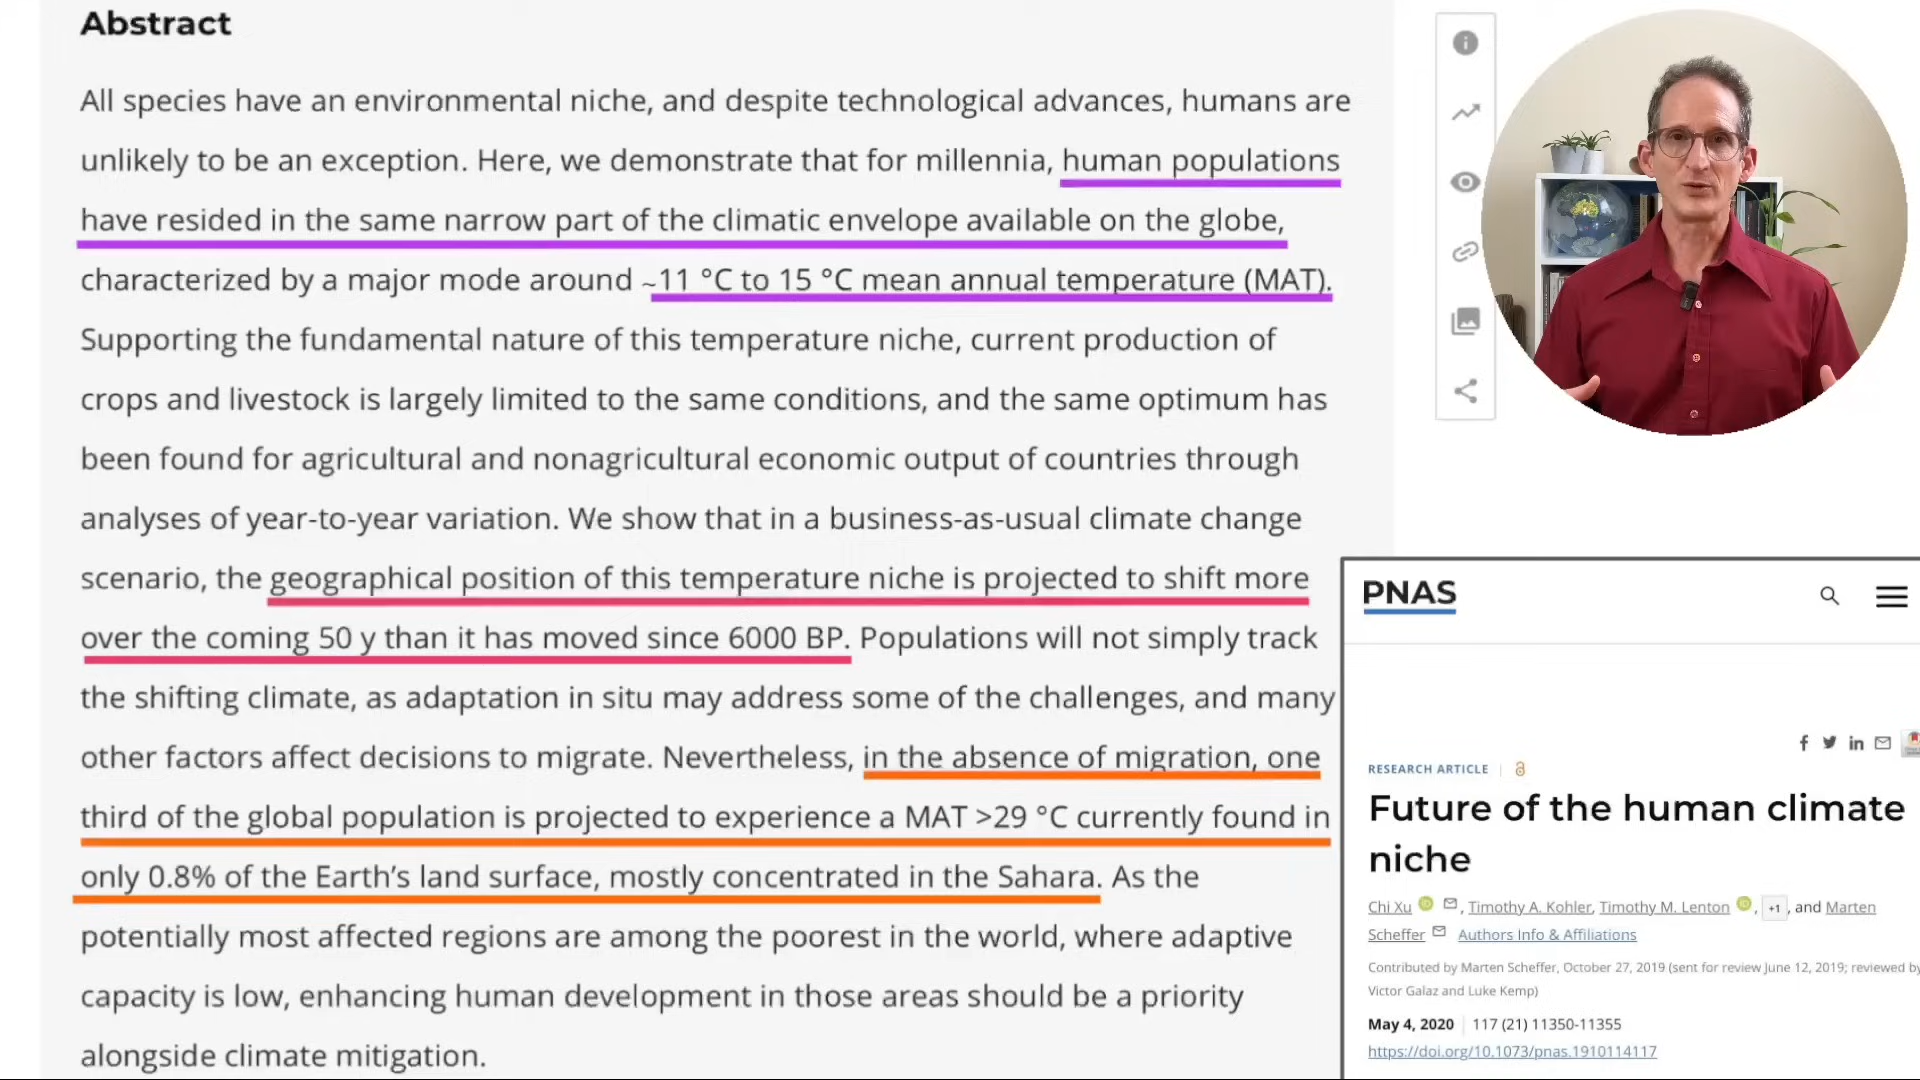 Abstract
All species have an environmental niche, and despite technological advances, humans are
unlikely to be an exception. Here, we demonstrate that for millennia, human populations
have resided in the same narrow part of the climatic envelope available on the globe,
characterized by a major mode around ~11 °C to 15 °C mean annual temperature (MAT).
Supporting the fundamental nature of this temperature niche, current production of
crops and livestock is largely limited to the same conditions, and the same optimum has
been found for agricultural and nonagricultural economic output of countries through
analyses of year-to-year variation. We show that in a business-as-usual climate change
scenario, the geographical position of this temperature niche is projected to shift more
over the coming 50 y than it has moved since 6000 BP. Populations will not simply track
the shifting climate, as adaptation in situ may address some of the challenges, and many
other factors affect decisions to migrate. Nevertheless, in the absence of migration, one
third of the global population is projected to experience a MAT >29 °C currently found in
only 0.8% of the Earth’s land surface, mostly concentrated in the Sahara. As the
potentially most affected regions are among the poorest in the world, where adaptive
capacity is low, enhancing human development in those areas should be a priority
alongside climate mitigation.
PNAS
RESEARCH ARTICLE
Future of the human climate
niche
Chi Xu, Timothy A. Kohler, Timothy M. Lenton, +1, and Marten
Scheffer Authors Info & Affiliations
Contributed by Marten Scheffer, October 27, 2019 (sent for review June 12, 2019; reviewed by
Victor Galaz and Luke Kemp)
May 4, 2020 117 (21) 11350-11355
https://doi.org/10.1073/pnas.1910114117